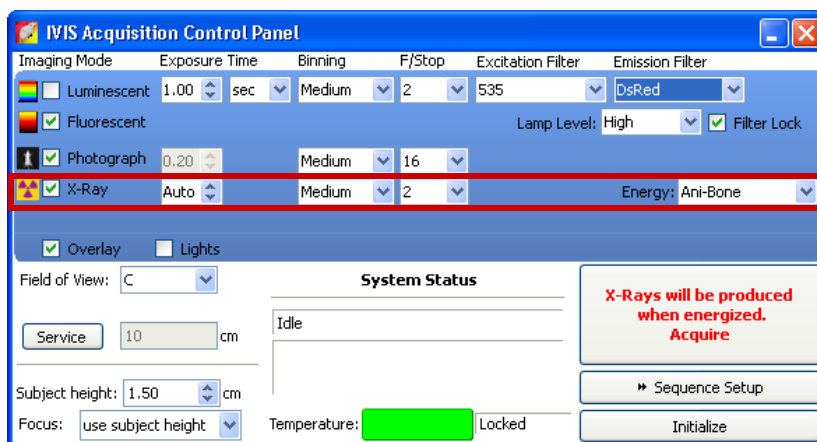 IVIS Acquisition Control Panel
Imaging Mode Exposure Time Binning F/Stop Excitation Filter Emission Filter
Luminescent 1.00 sec Medium 2 535 DsRed
Fluorescent Lamp Level: High Filter Lock
Photograph 0.20 Medium 16
X-Ray Auto Medium 2 Energy: Ani-Bone
Overlay Lights
Field of View: C System Status
X-Rays will be produced
when energized.
Acquire
Idle
Service 10 cm
Sequence Setup
Subject height: 1.50 cm
Focus: use subject height Temperature: Locked Initialize